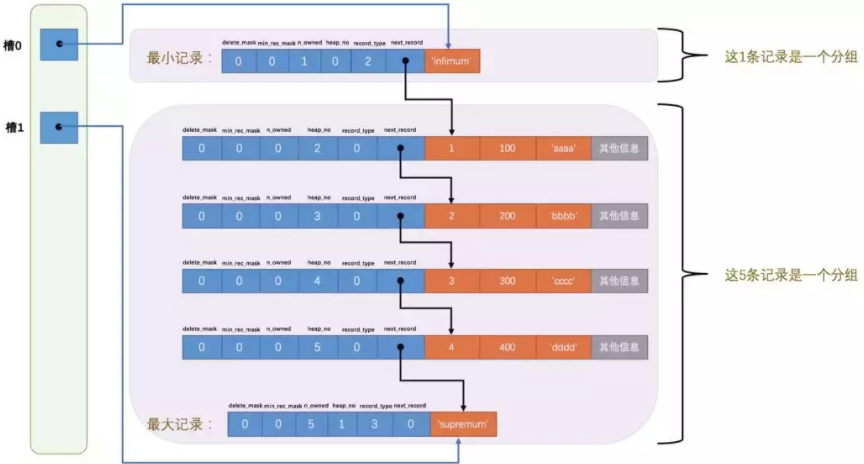 delete_mask min_rec_mask n_owned heap_no record_type next_record
槽0
最小记录： 0 0 1 0 2 'infimum'
这1条记录是一个分组
槽1
delete_mask min_rec_mask n_owned heap_no record_type next_record
0 0 0 2 0 1 100 'aaaa' 其他信息
delete_mask min_rec_mask n_owned heap_no record_type next_record
0 0 0 3 0 2 200 'bbbb' 其他信息
delete_mask min_rec_mask n_owned heap_no record_type next_record
0 0 0 4 0 3 300 'cccc' 其他信息
这5条记录是一个分组
delete_mask min_rec_mask n_owned heap_no record_type next_record
0 0 0 5 0 4 400 'dddd' 其他信息
delete_mask min_rec_mask n_owned heap_no record_type next_record
最大记录： 0 0 5 1 3 0 'supremum'